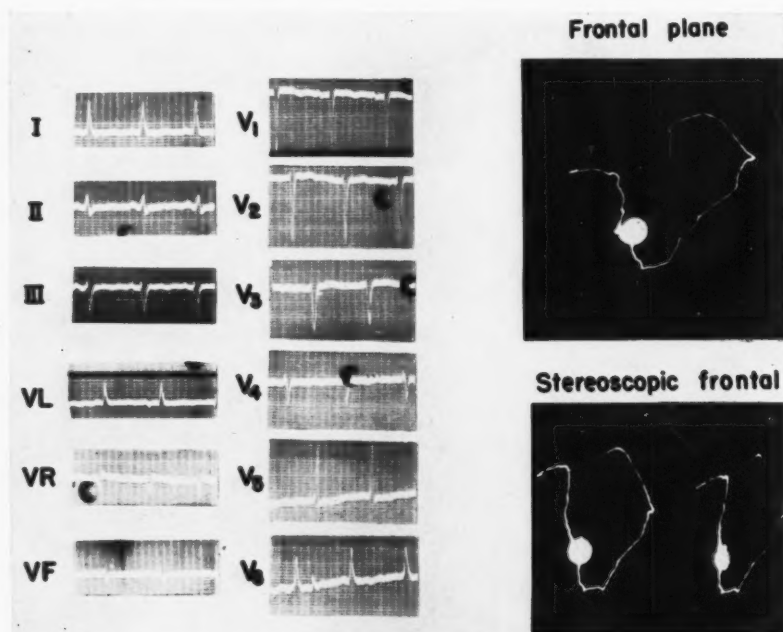 Frontal plane
I
II
III
VL
VR
VF
V1
V2
V3
V4
V5
V6
Stereoscopic frontal